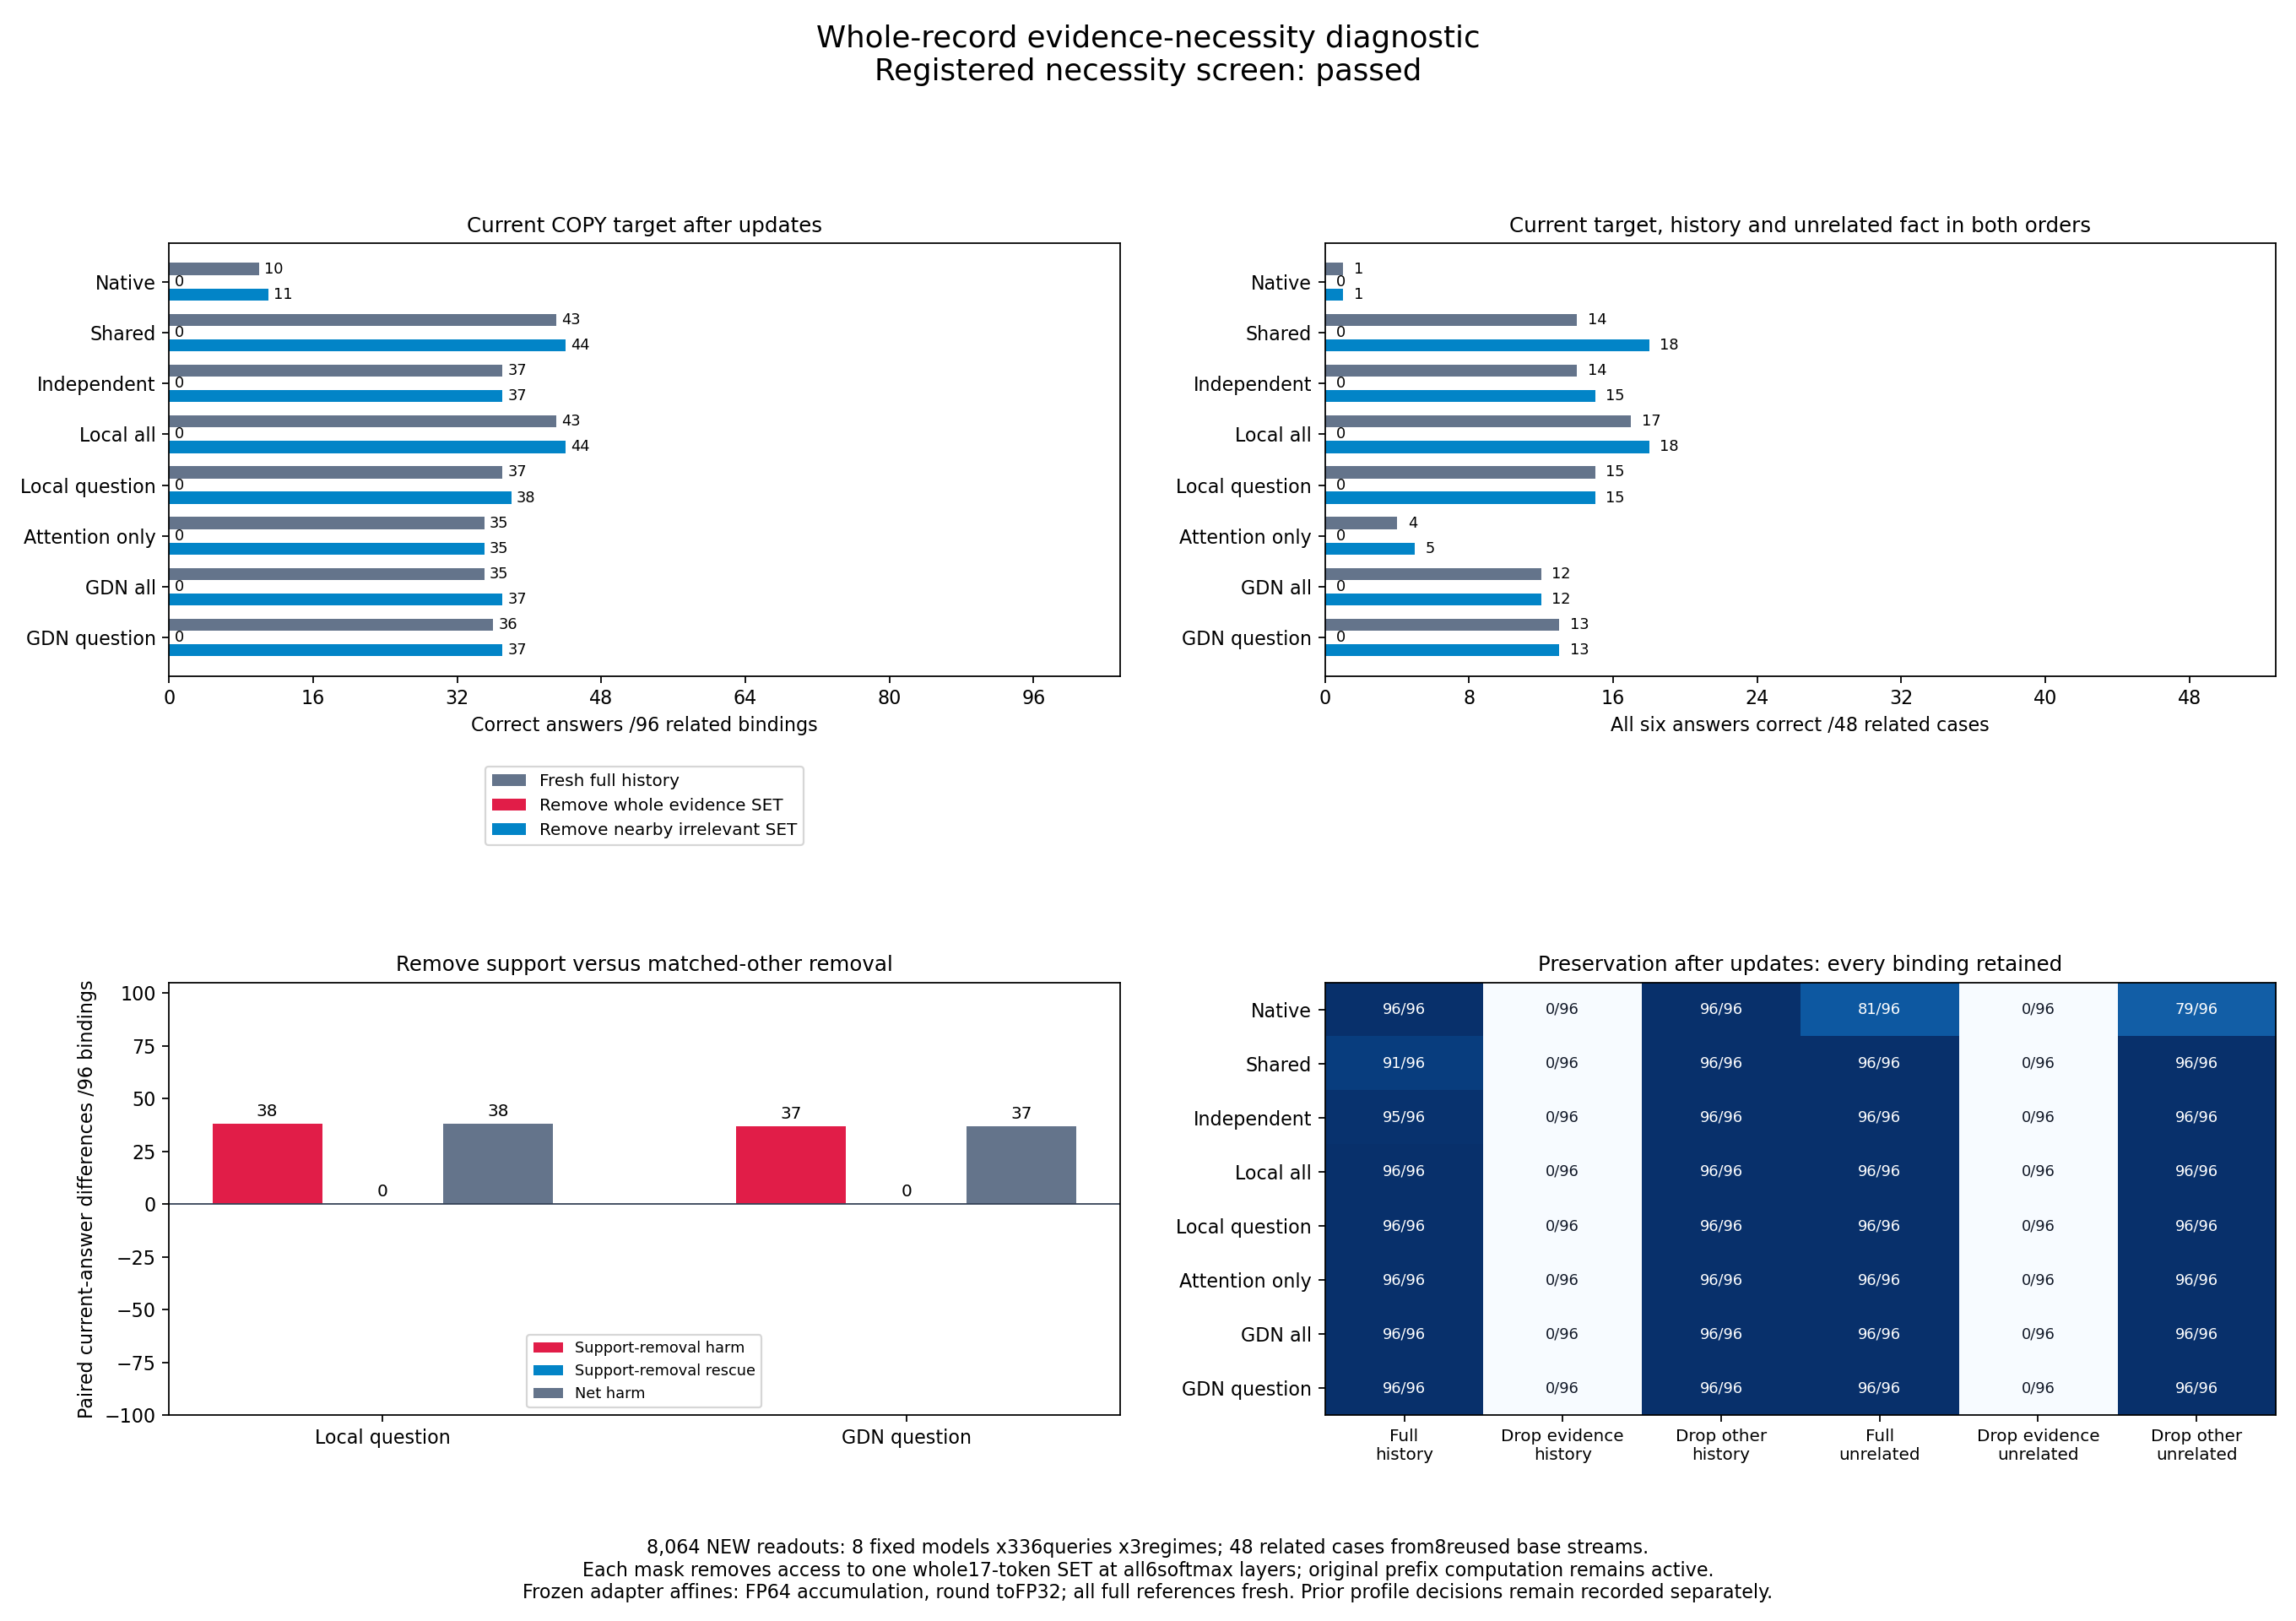 Whole-record evidence-necessity diagnostic
Registered necessity screen: passed
Current COPY target after updates
Native
10
0
11
Shared
43
0
44
Independent
37
0
37
Local all
43
0
44
Local question
37
0
38
Attention only
35
0
35
GDN all
35
0
37
GDN question
36
0
37
0 16 32 48 64 80 96
Correct answers /96 related bindings
Fresh full history
Remove whole evidence SET
Remove nearby irrelevant SET
Current target, history and unrelated fact in both orders
Native
1
0
1
Shared
14
0
18
Independent
14
0
15
Local all
17
0
18
Local question
15
0
15
Attention only
4
0
5
GDN all
12
0
12
GDN question
13
0
13
0 8 16 24 32 40 48
All six answers correct /48 related cases
Remove support versus matched-other removal
Paired current-answer differences /96 bindings
100
75
50
25
0
−25
−50
−75
−100
38 0 38 37 0 37
Support-removal harm
Support-removal rescue
Net harm
Local question GDN question
Preservation after updates: every binding retained
Native 96/96 0/96 96/96 81/96 0/96 79/96
Shared 91/96 0/96 96/96 96/96 0/96 96/96
Independent 95/96 0/96 96/96 96/96 0/96 96/96
Local all 96/96 0/96 96/96 96/96 0/96 96/96
Local question 96/96 0/96 96/96 96/96 0/96 96/96
Attention only 96/96 0/96 96/96 96/96 0/96 96/96
GDN all 96/96 0/96 96/96 96/96 0/96 96/96
GDN question 96/96 0/96 96/96 96/96 0/96 96/96
Full Drop evidence Drop other Full Drop evidence Drop other
history history history unrelated unrelated unrelated
8,064 NEW readouts: 8 fixed models x336queries x3regimes; 48 related cases from8reused base streams.
Each mask removes access to one whole17-token SET at all6softmax layers; original prefix computation remains active.
Frozen adapter affines: FP64 accumulation, round toFP32; all full references fresh. Prior profile decisions remain recorded separately.